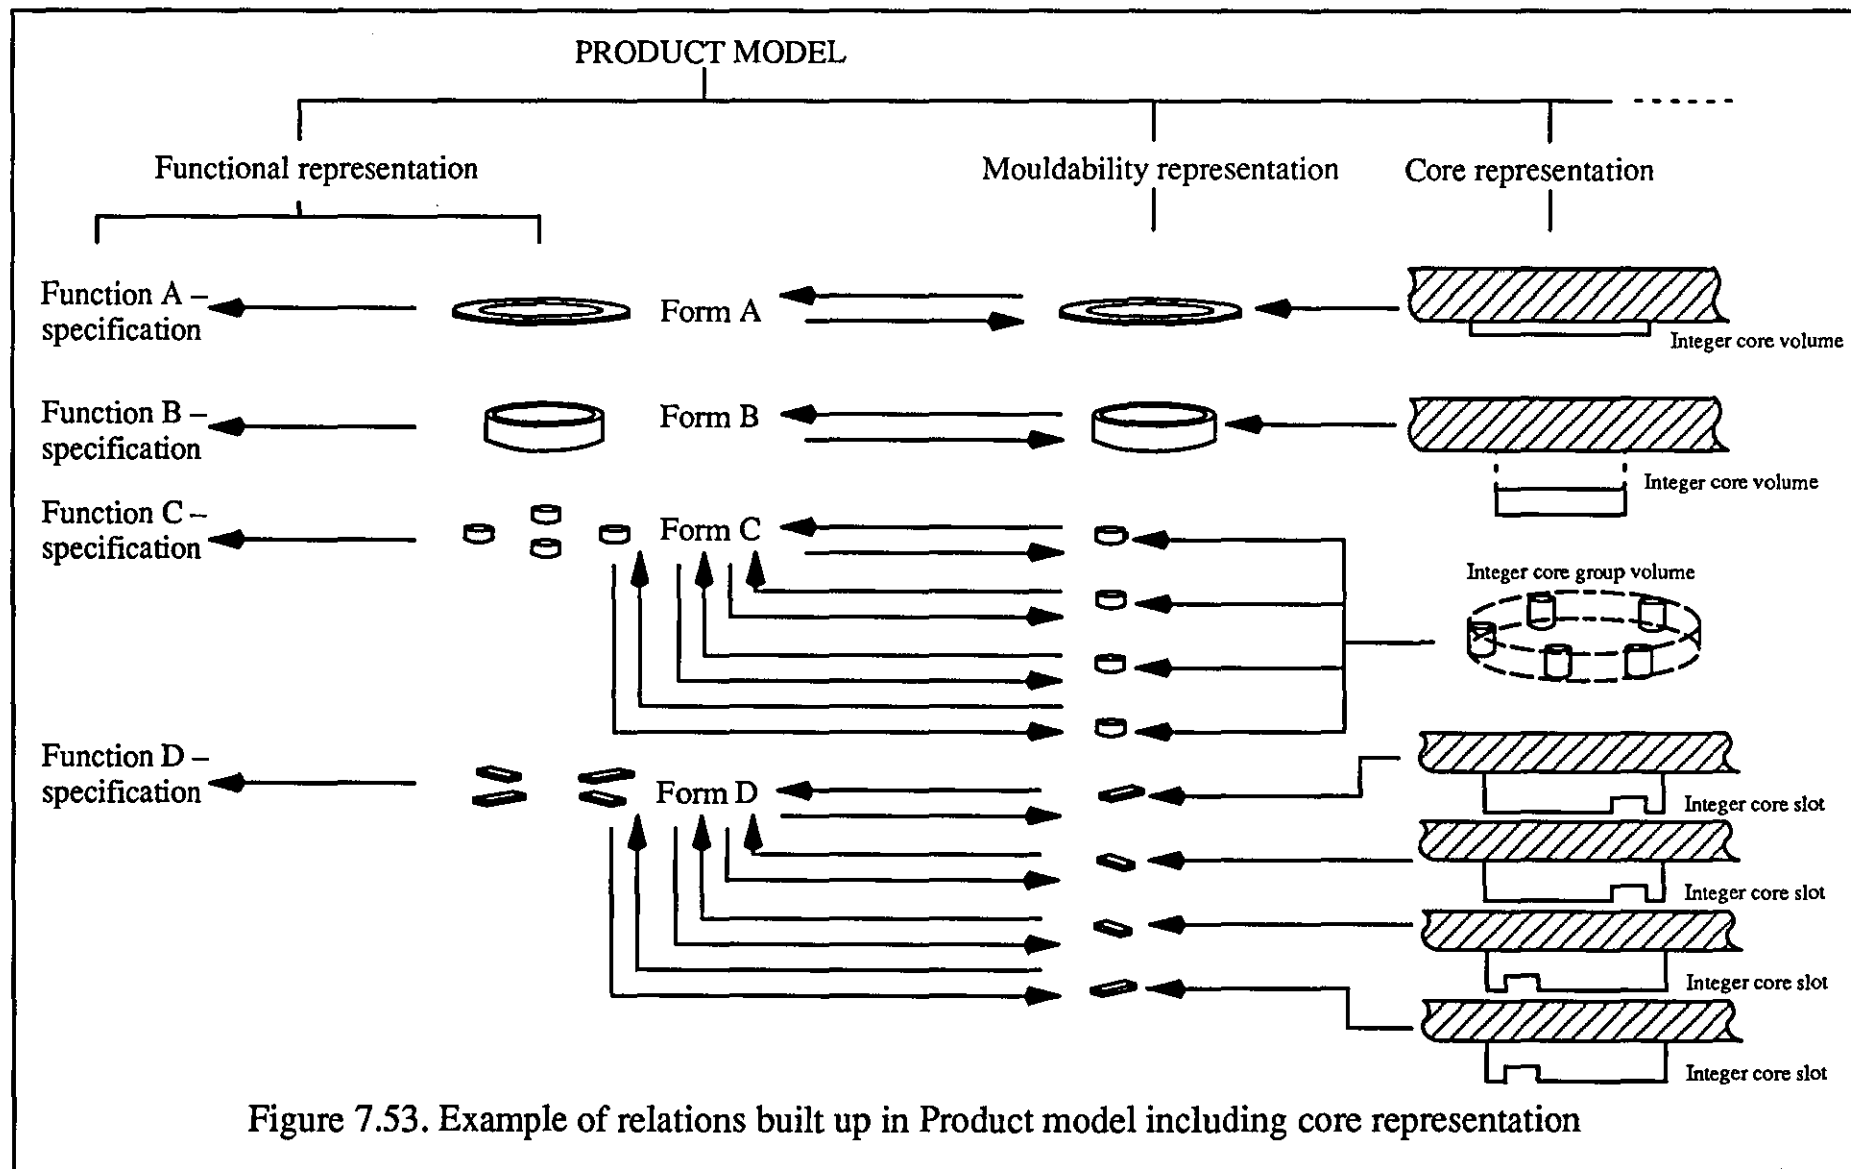 PRODUCT MODEL
Functional representation
Mouldability representation
Core representation
Function A –
specification
Form A
Integer core volume
Function B –
specification
Form B
Integer core volume
Function C –
specification
Form C
Integer core group volume
Function D –
specification
Form D
Integer core slot
Integer core slot
Integer core slot
Integer core slot
Figure 7.53. Example of relations built up in Product model including core representation